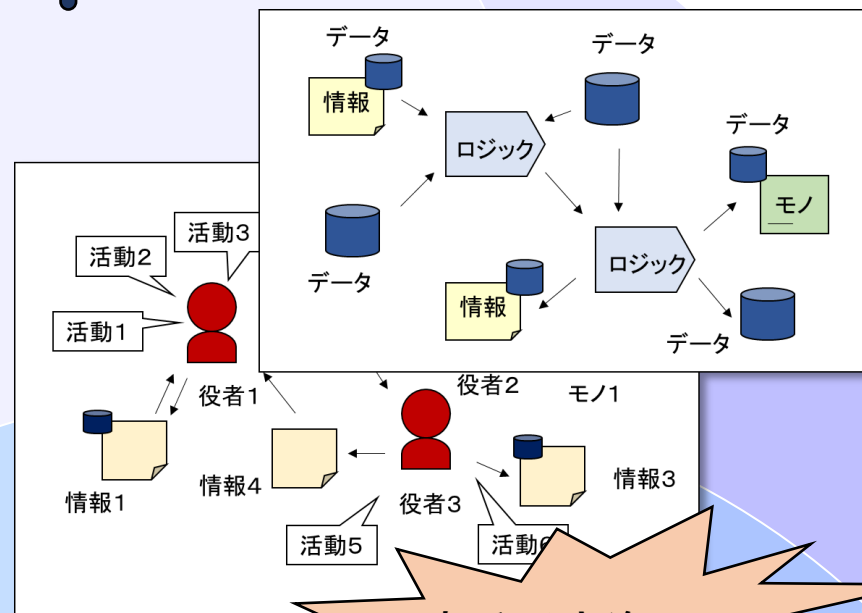 データ
データ
情報
データ
ロジック
モノ
データ
ロジック
情報
データ
活動3
活動2
活動1
役者1
役者2
モノ1
情報1
情報4
役者3
情報3
活動5
活動6